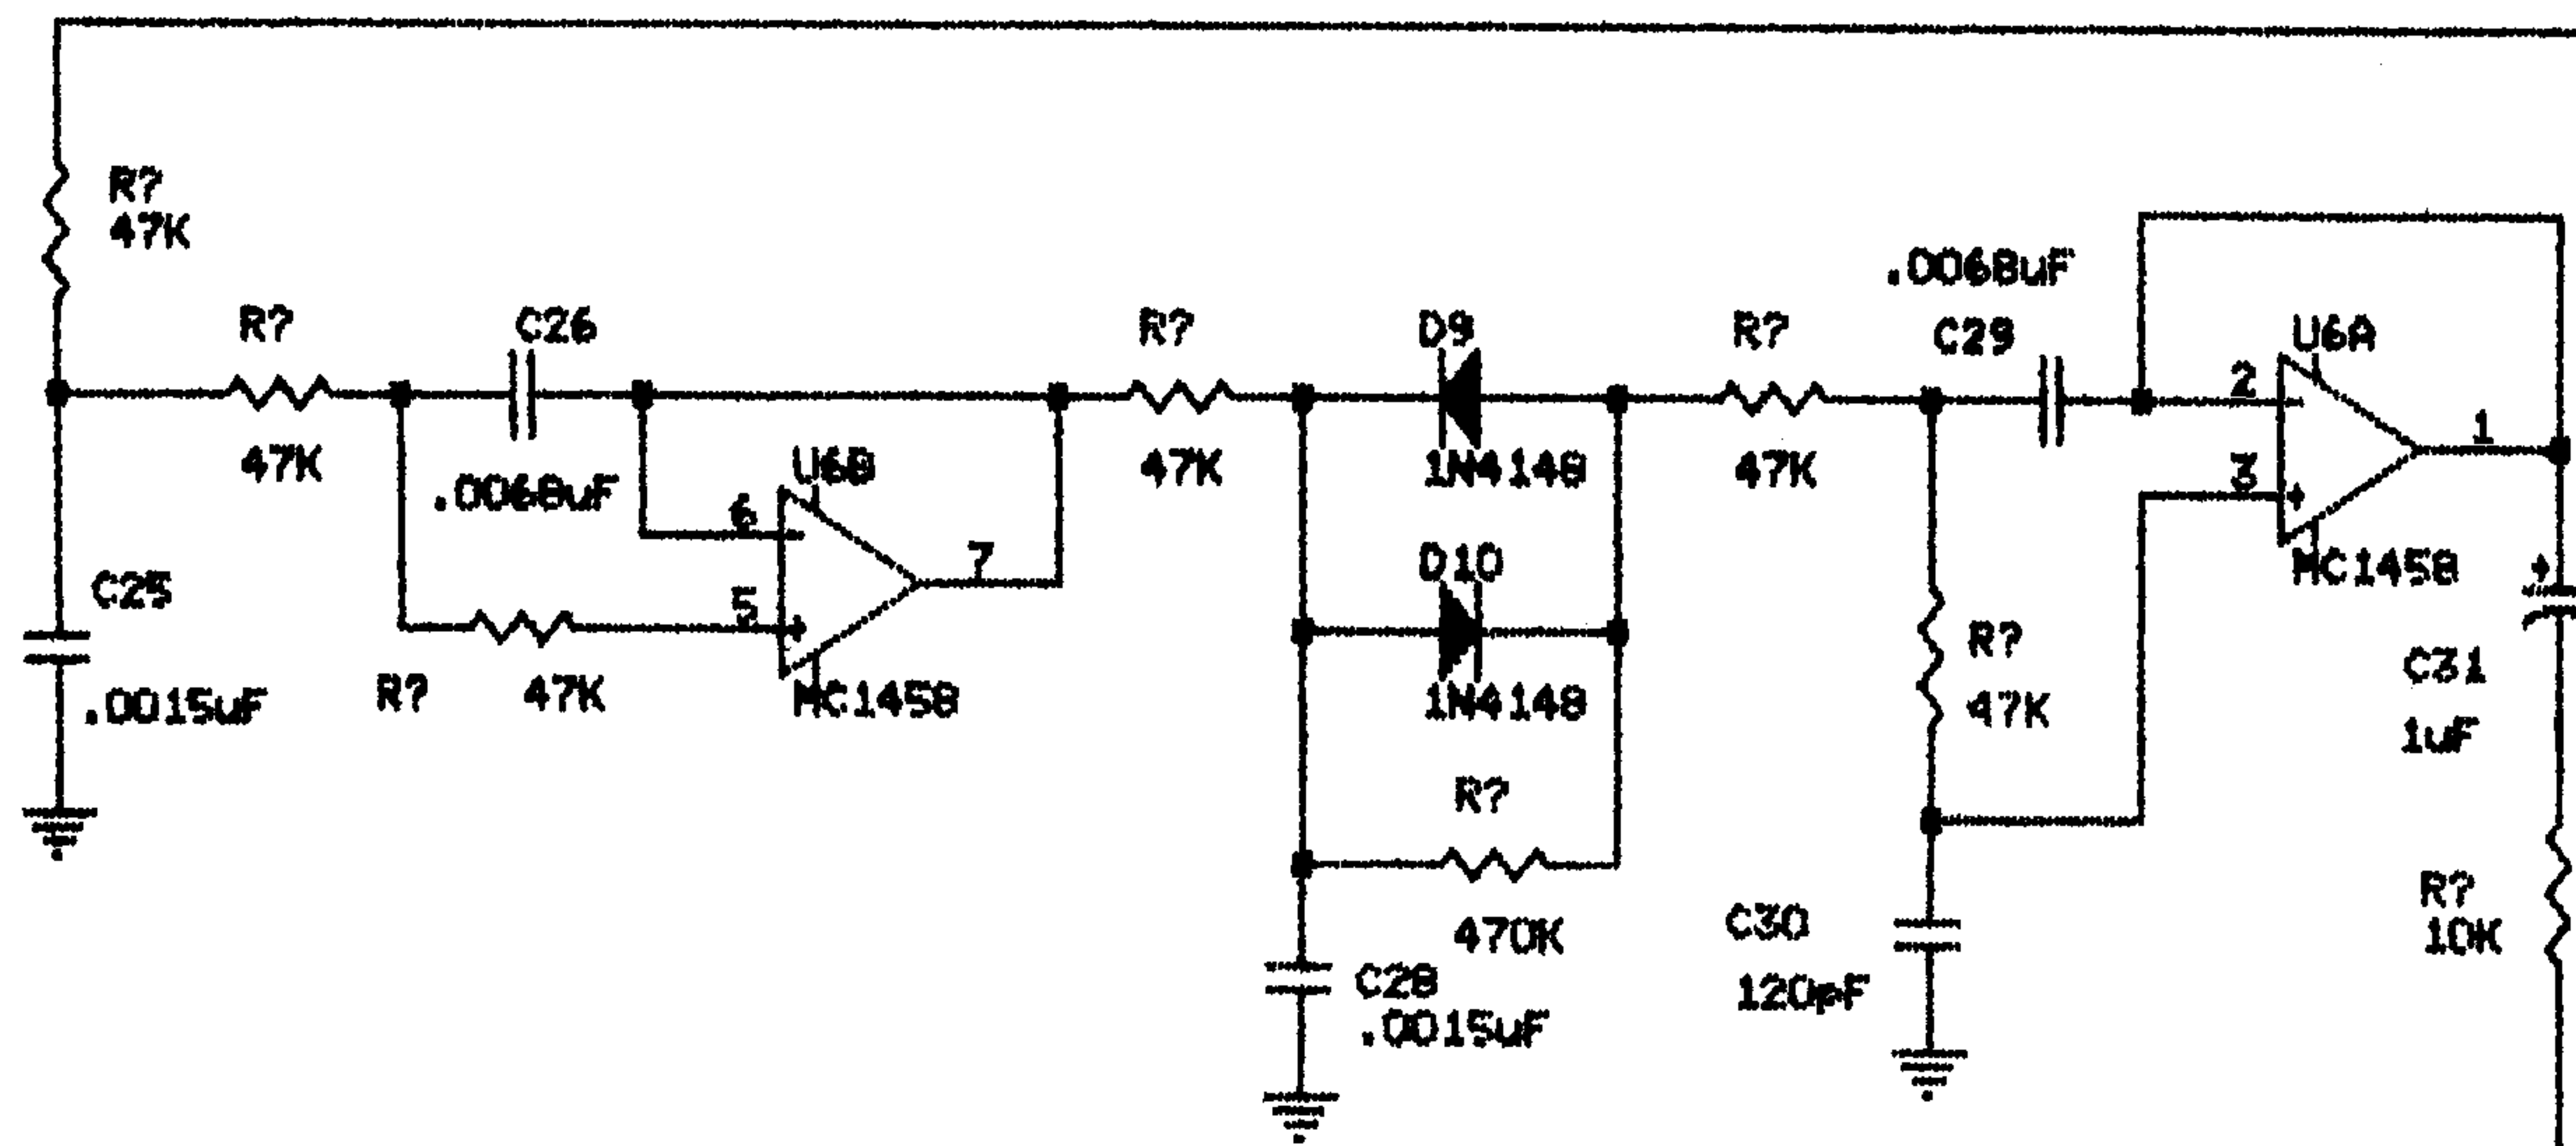 R?
47K
R?
47K
C26
.0068uF
C25
.0015uF
R?
47K
U6B
6
5
7
MC1458
R?
47K
D9
1N4148
D10
1N4148
R?
470K
C28
.0015uF
R?
47K
.0068uF
C29
R?
47K
C30
120pF
U6A
2
3
1
-
+
MC1458
+
C31
1uF
R?
10K